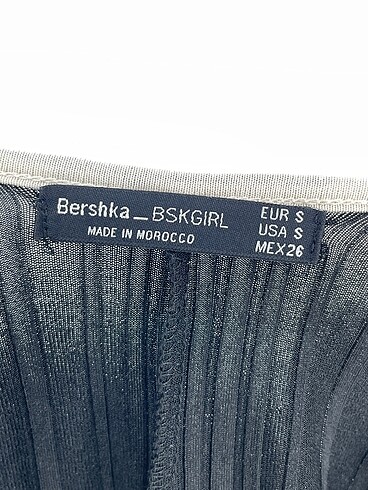 Bershka_BSKGIRL
MADE IN MOROCCO
EUR S
USA S
MEX26